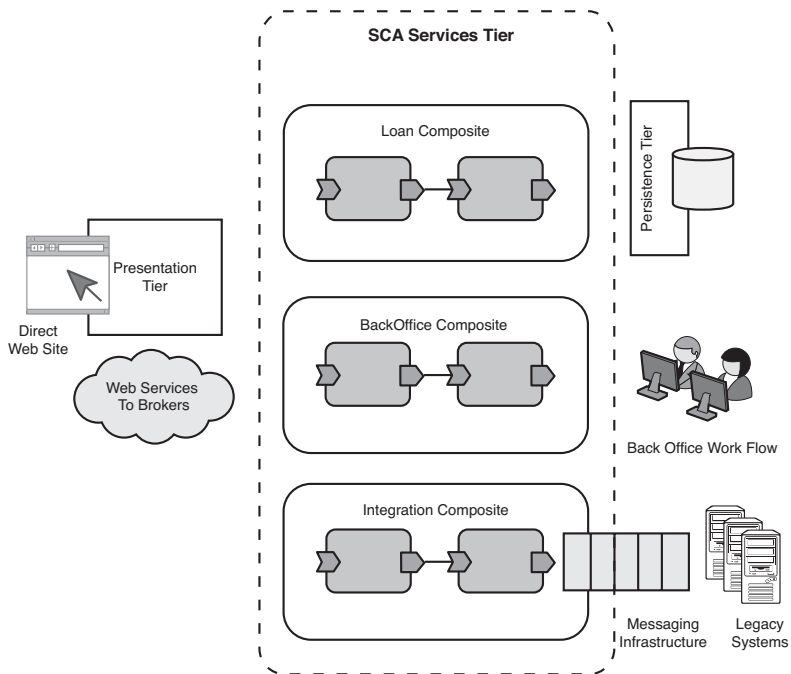 SCA Services Tier
Loan Composite
Persistence Tier
Presentation
Tier
Direct
Web Site
BackOffice Composite
Web Services
To Brokers
Back Office Work Flow
Integration Composite
Messaging
Infrastructure
Legacy
Systems